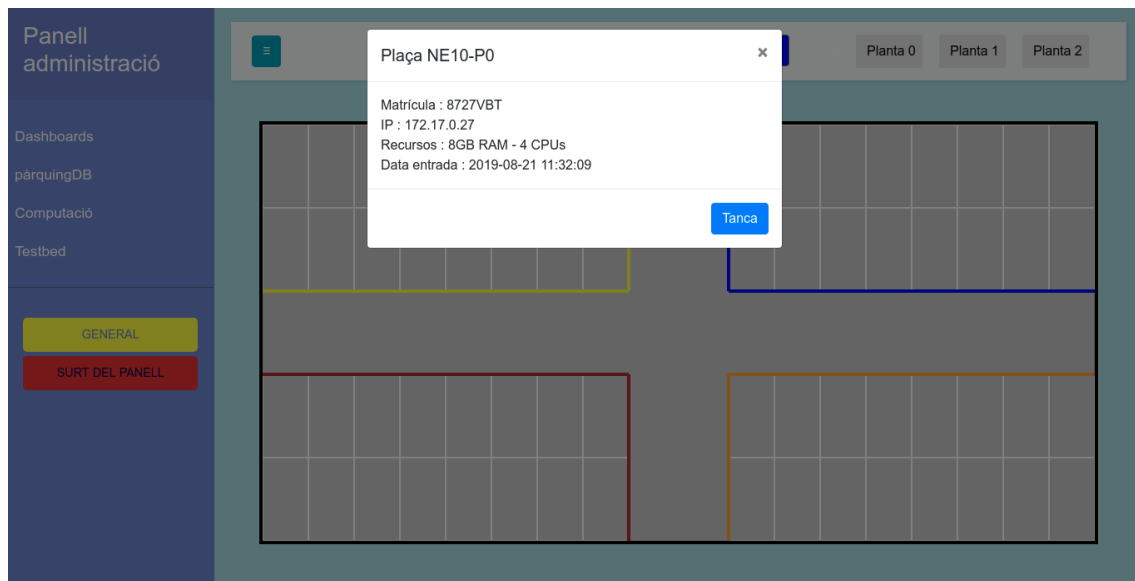 Panell
administració
Dashboards
pàrquingDB
Computació
Testbed
GENERAL
SURT DEL PANELL
Planta 0
Planta 1
Planta 2
Plaça NE10-P0
×
Matrícula : 8727VBT
IP : 172.17.0.27
Recursos : 8GB RAM - 4 CPUs
Data entrada : 2019-08-21 11:32:09
Tanca